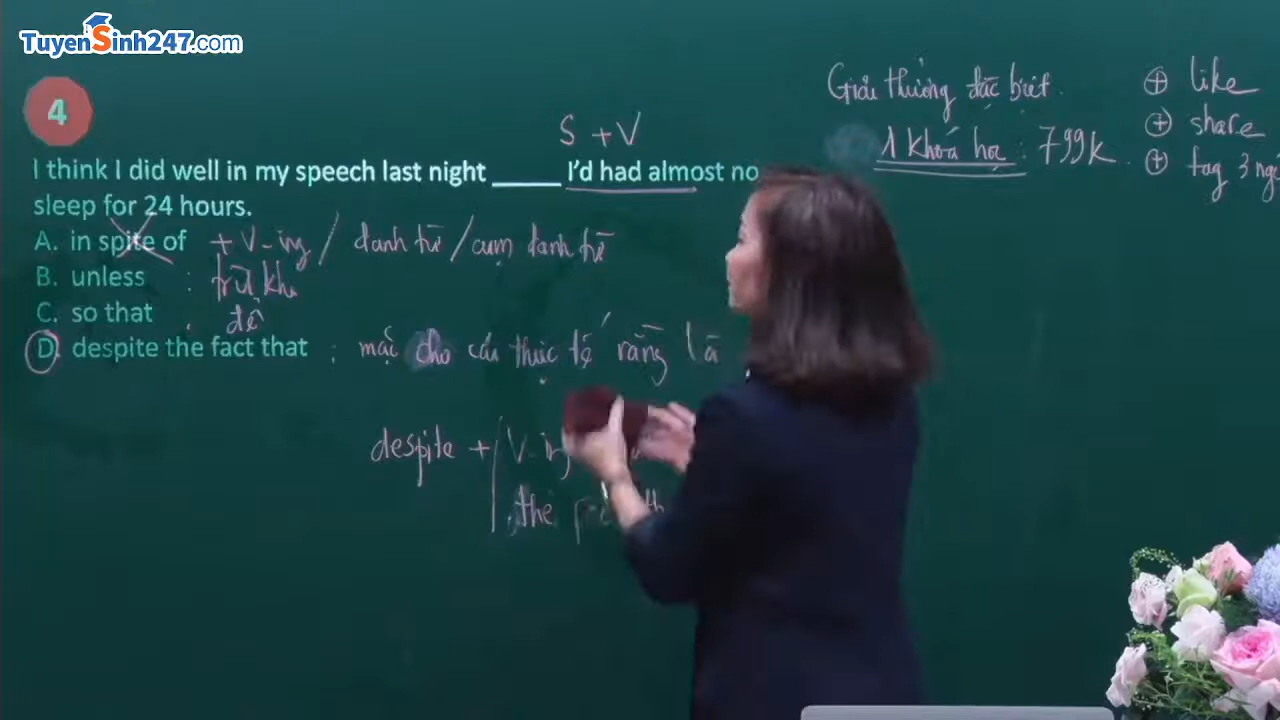 TuyenSinh247.com
4
S + V
I think I did well in my speech last night _____ I'd had almost no
sleep for 24 hours.
A. in spite of + V-ing / danh từ / cụm danh từ
B. unless : trừ khi
C. so that : để
D. despite the fact that : mặc cho cái thực tế rằng là
despite + V-ing
the
Giải thưởng đặc biệt
1 khoá học : 799k
+ like
+ share
+ tag 3